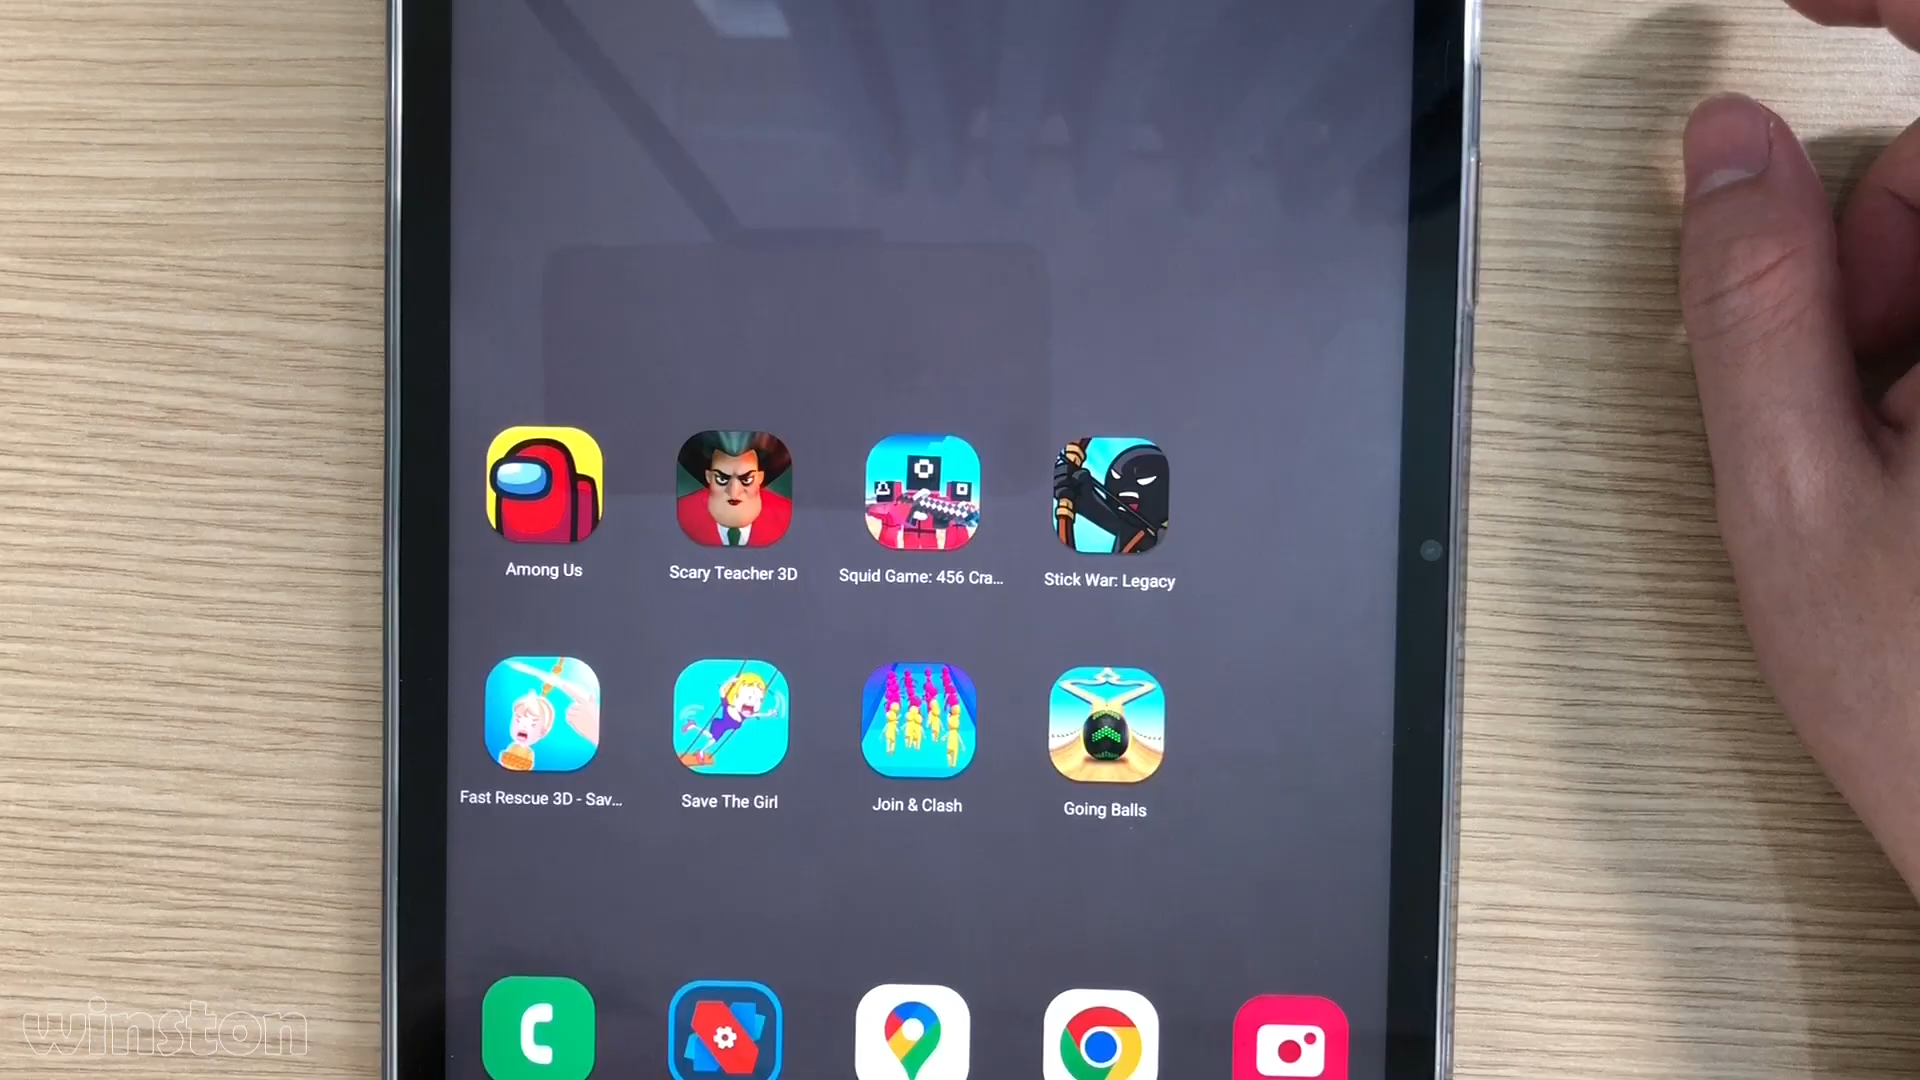 Among Us
Scary Teacher 3D
Squid Game: 456 Cra...
Stick War: Legacy
Fast Rescue 3D - Sav...
Save The Girl
Join & Clash
Going Balls
winston